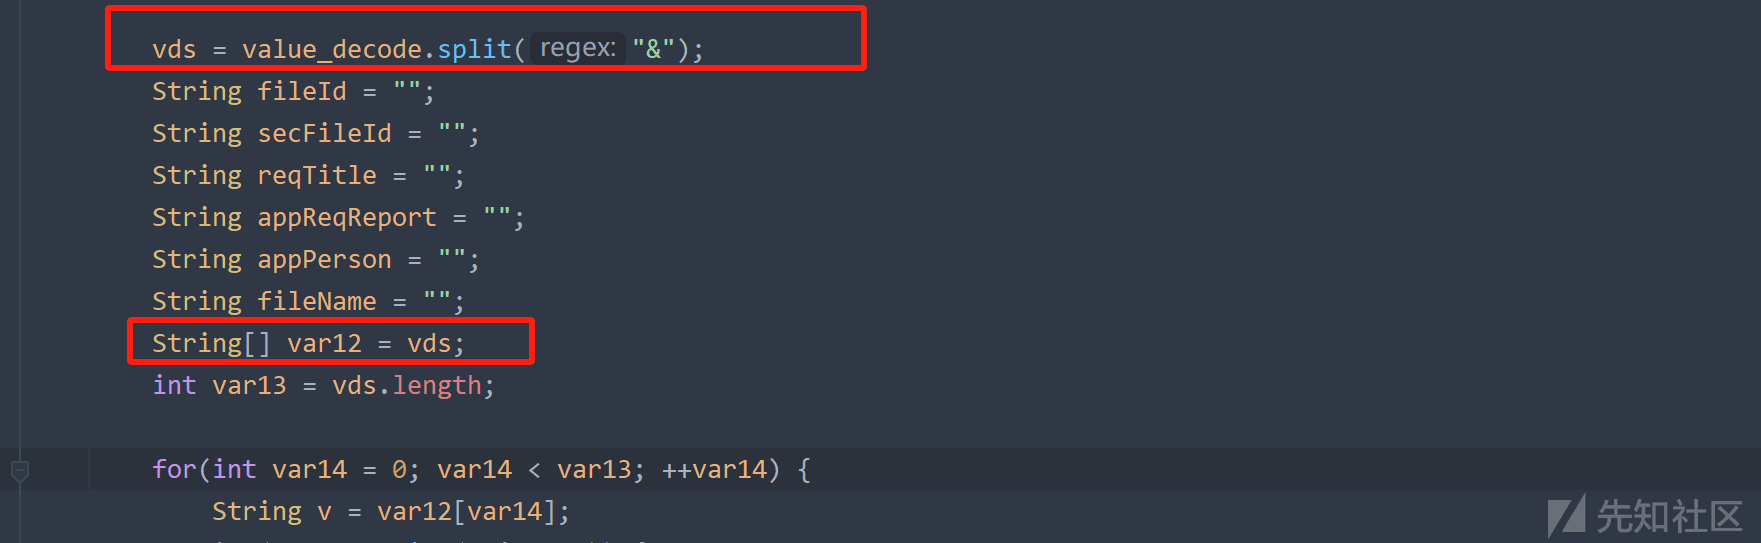 vds = value_decode.split( regex: "&");
String fileId = "";
String secFileId = "";
String reqTitle = "";
String appReqReport = "";
String appPerson = "";
String fileName = "";
String[] var12 = vds;
int var13 = vds.length;
for(int var14 = 0; var14 < var13; ++var14) {
String v = var12[var14];
先知社区